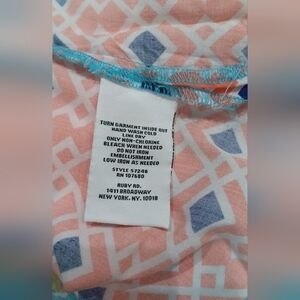 TURN GARMENT INSIDE OUT
HAND WASH COLD
LINE DRY
ONLY NON-CHLORINE
BLEACH WHEN NEEDED
DO NOT IRON
EMBELLISHMENT
LOW IRON AS NEEDED
STYLE 57248
RN 107680
RUBY RD.
1411 BROADWAY
NEW YORK, NY. 10018